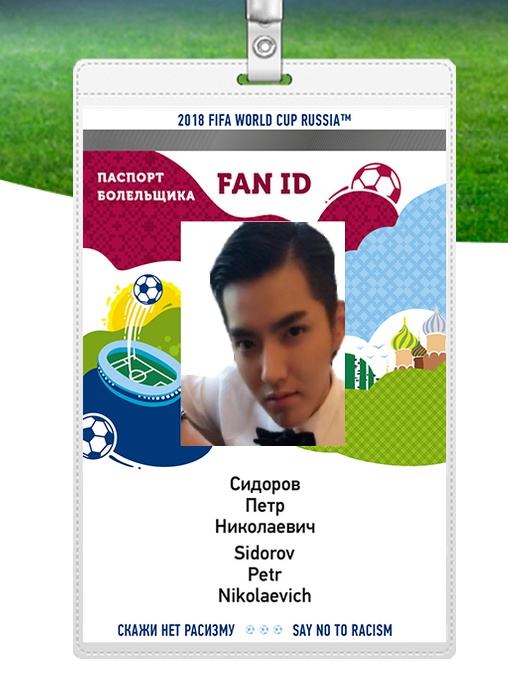 2018 FIFA WORLD CUP RUSSIA™
ПАСПОРТ
БОЛЕЛЬЩИКА
FAN ID
Сидоров
Петр
Николаевич
Sidorov
Petr
Nikolaevich
СКАЖИ НЕТ РАСИЗМУ SAY NO TO RACISM